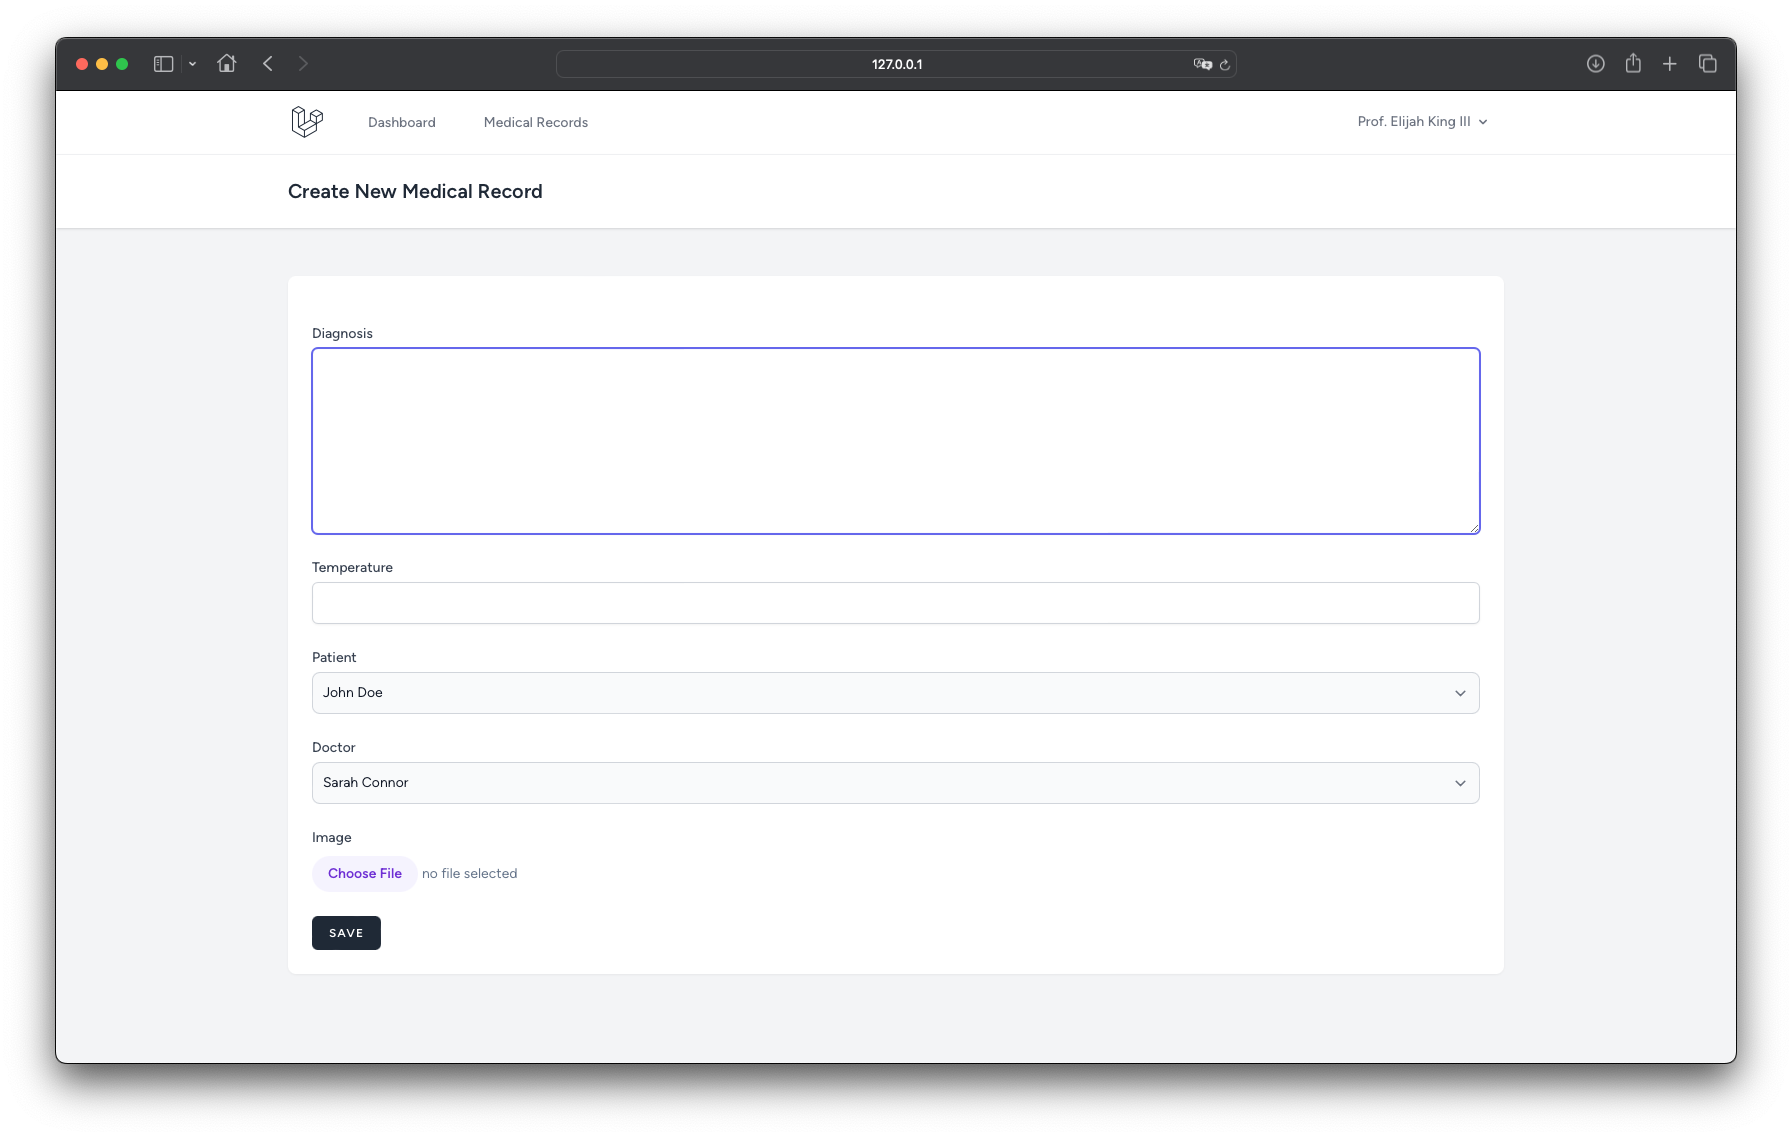 127.0.0.1
Dashboard
Medical Records
Prof. Elijah King III
Create New Medical Record
Diagnosis
Temperature
Patient
John Doe
Doctor
Sarah Connor
Image
Choose File no file selected
SAVE